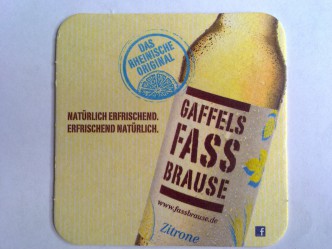 DAS
RHEINISCHE
ORIGINAL
NATÜRLICH ERFRISCHEND.
ERFRISCHEND NATÜRLICH.
GAFFELS
FASS
BRAUSE
www.fassbrause.de
Zitrone
f